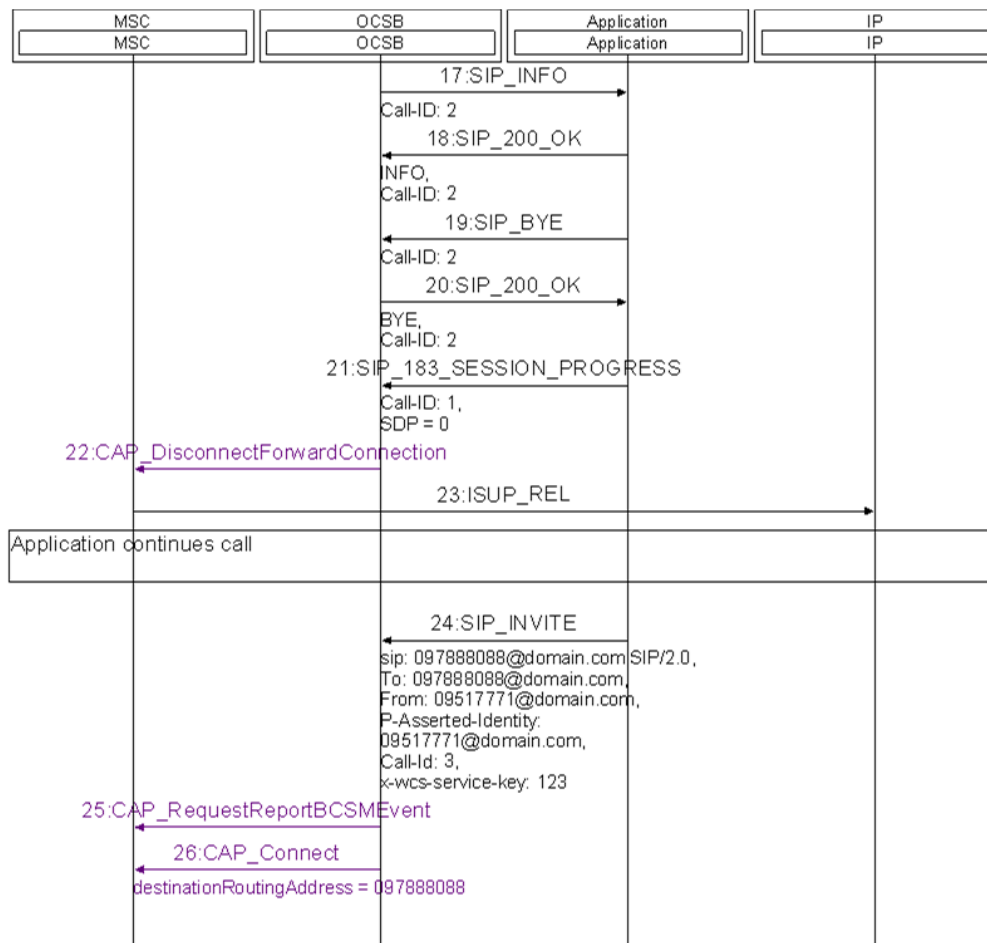 MSC OCSB Application IP
MSC OCSB Application IP
17:SIP_INFO
Call-ID: 2
18:SIP_200_OK
INFO,
Call-ID: 2
19:SIP_BYE
Call-ID: 2
20:SIP_200_OK
BYE,
Call-ID: 2
21:SIP_183_SESSION_PROGRESS
Call-ID: 1,
SDP = 0
22:CAP_DisconnectForwardConnection
23:ISUP_REL
Application continues call
24:SIP_INVITE
sip: 097888088@domain.com SIP/2.0,
To: 097888088@domain.com,
From: 09517771@domain.com,
P-Asserted-Identity:
09517771@domain.com,
Call-Id: 3,
x-wcs-service-key: 123
25:CAP_RequestReportBCSMEvent
26:CAP_Connect
destinationRoutingAddress = 097888088